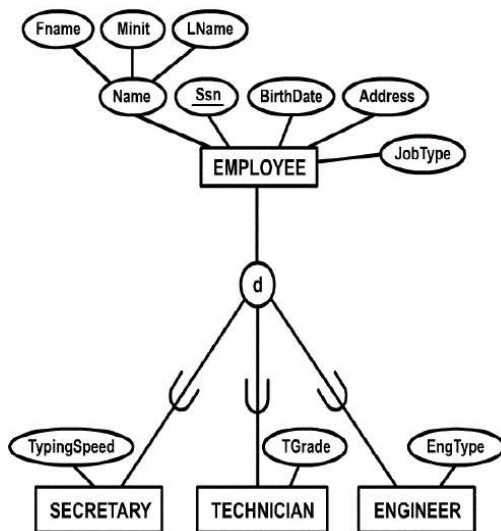 Fname Minit LName
Name Ssn BirthDate Address
EMPLOYEE JobType
d
TypingSpeed TGrade EngType
SECRETARY TECHNICIAN ENGINEER